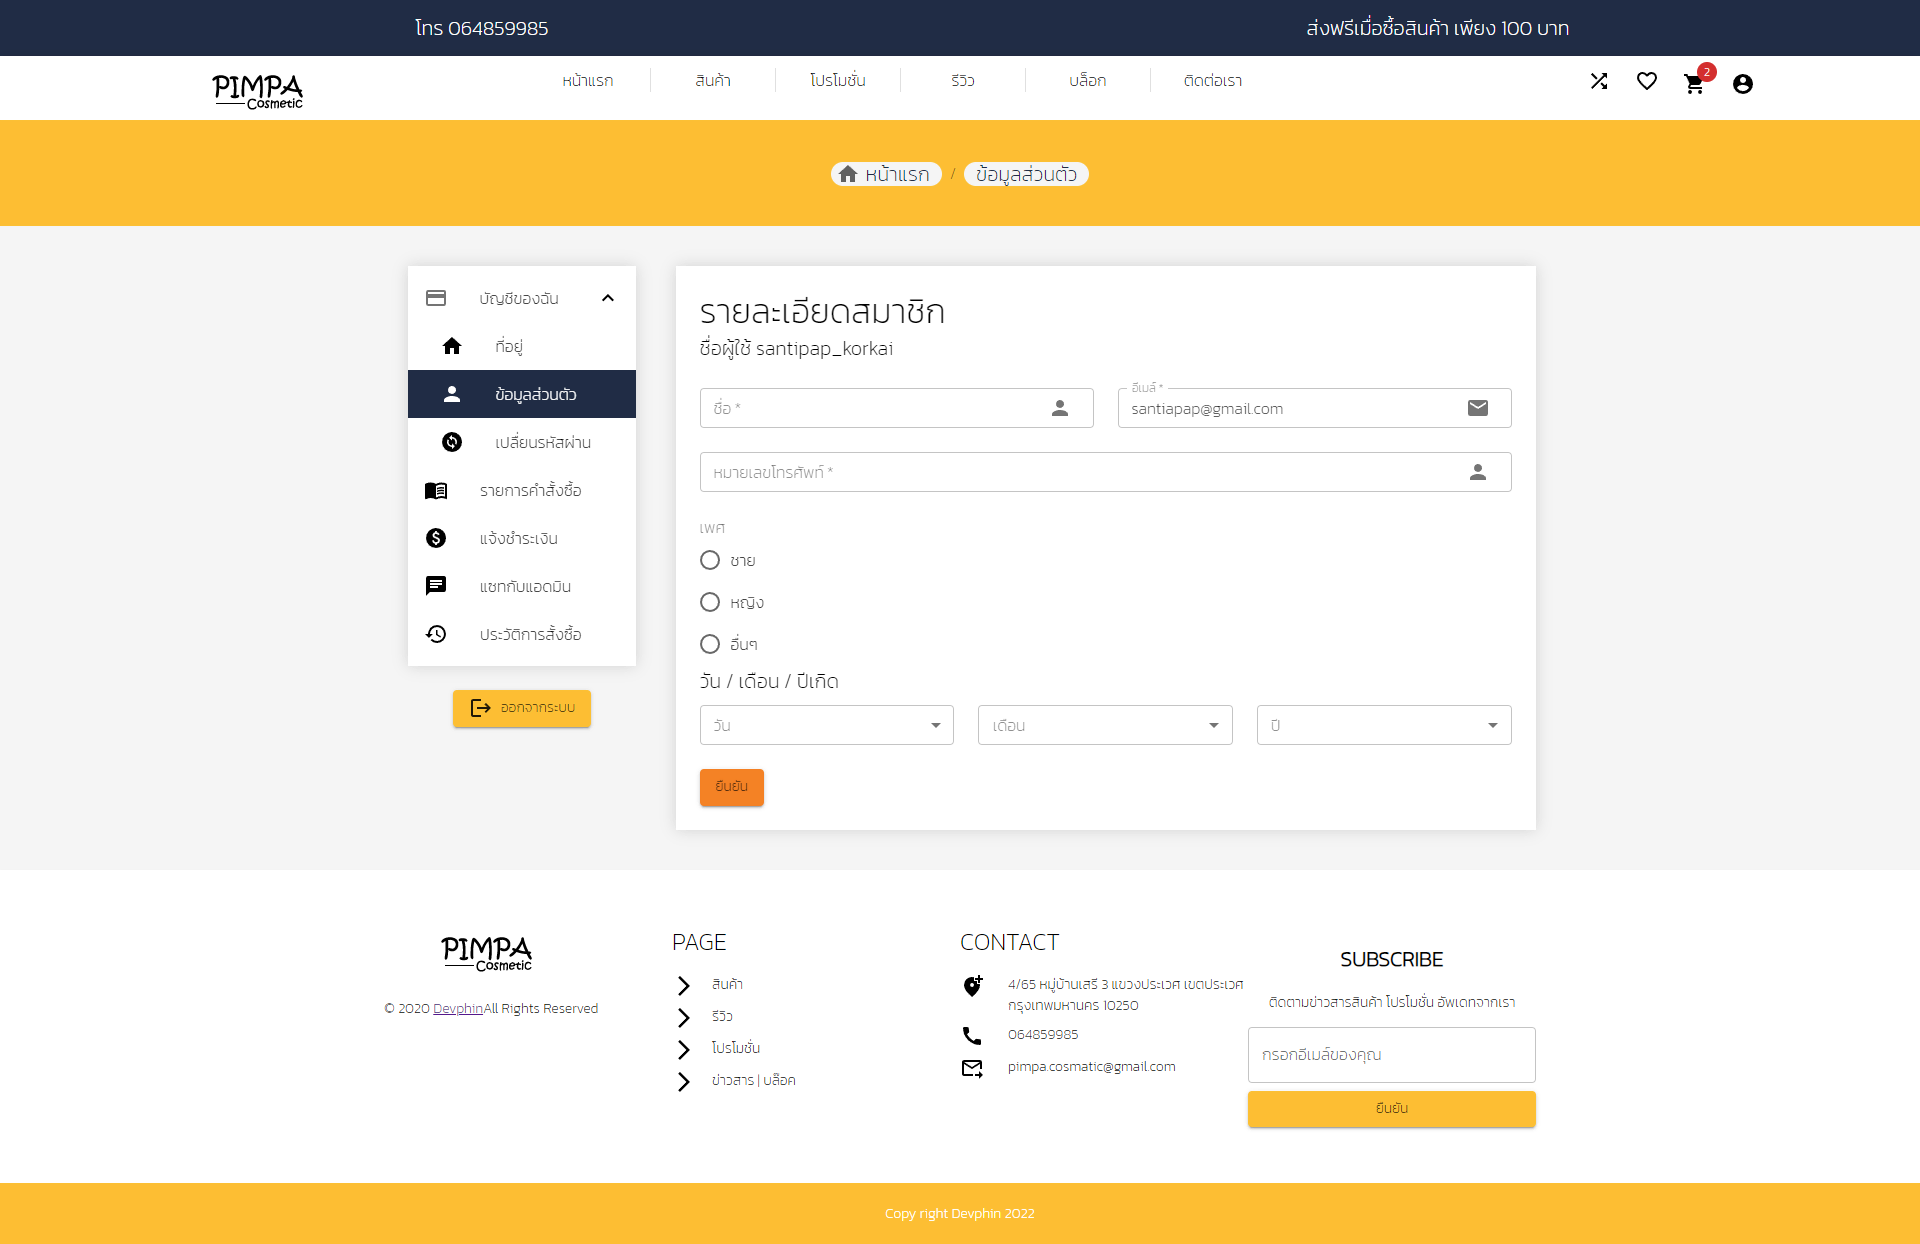 โทร 064859985
ส่งฟรีเมื่อซื้อสินค้า เพียง 100 บาท
PIMPA
Cosmetic
หน้าแรก
สินค้า
โปรโมชั่น
รีวิว
บล็อก
ติดต่อเรา
2
หน้าแรก / ข้อมูลส่วนตัว
บัญชีของฉัน
ที่อยู่
ข้อมูลส่วนตัว
เปลี่ยนรหัสผ่าน
รายการคำสั่งซื้อ
แจ้งชำระเงิน
แชทกับแอดมิน
ประวัติการสั่งซื้อ
ออกจากระบบ
รายละเอียดสมาชิก
ชื่อผู้ใช้ santipap_korkai
ชื่อ *
อีเมล์ *
santiapap@gmail.com
หมายเลขโทรศัพท์ *
เพศ
ชาย
หญิง
อื่นๆ
วัน / เดือน / ปีเกิด
วัน
เดือน
ปี
ยืนยัน
PIMPA
Cosmetic
© 2020 DevphinAll Rights Reserved
PAGE
สินค้า
รีวิว
โปรโมชั่น
ข่าวสาร | บล๊อค
CONTACT
4/65 หมู่บ้านเสรี 3 แขวงประเวศ เขตประเวศ
กรุงเทพมหานคร 10250
064859985
pimpa.cosmatic@gmail.com
SUBSCRIBE
ติดตามข่าวสารสินค้า โปรโมชั่น อัพเดทจากเรา
กรอกอีเมล์ของคุณ
ยืนยัน
Copy right Devphin 2022